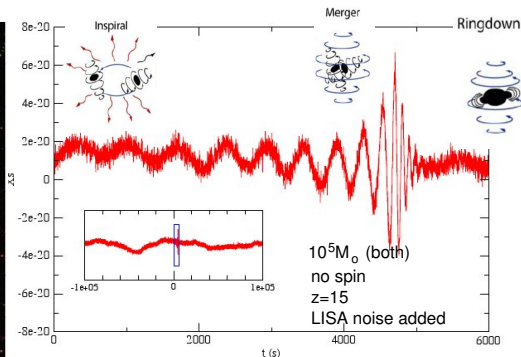 Inspiral
Merger
Ringdown
8e-20
6e-20
4e-20
2e-20
0
-2e-20
-4e-20
-6e-20
-8e-20
-1e+05
0
1e+05
10⁵Mₒ (both)
no spin
z=15
LISA noise added
0
2000
4000
6000
t (s)